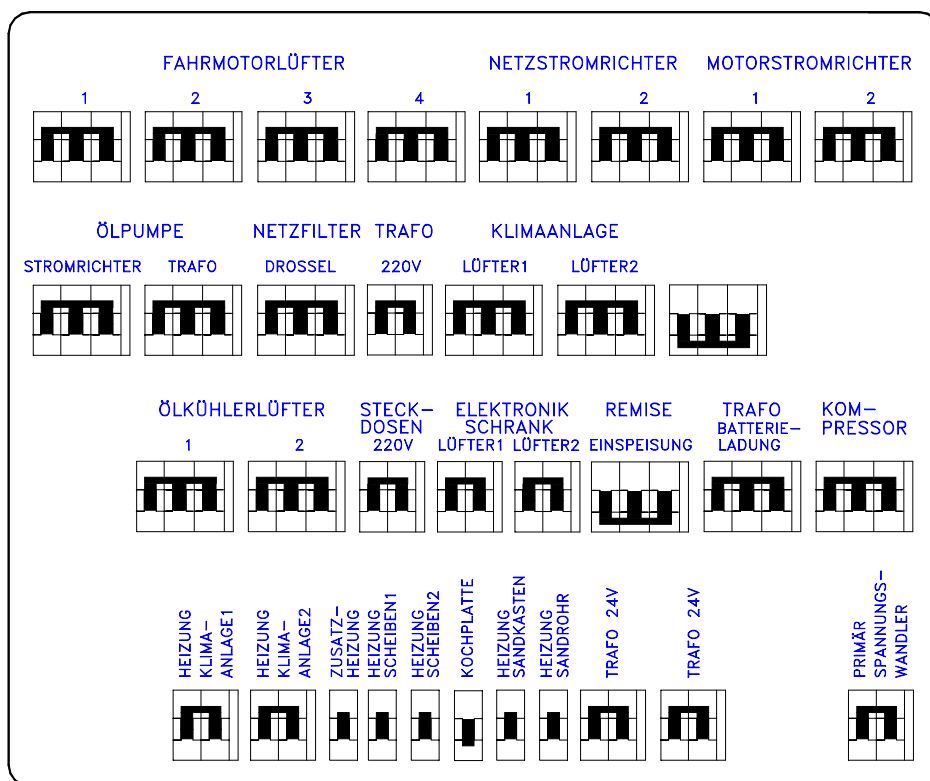 FAHRMOTORLÜFTER NETZSTROMRICHTER MOTORSTROMRICHTER
1 2 3 4 1 2 1 2
ÖLPUMPE NETZFILTER TRAFO KLIMAANLAGE
STROMRICHTER TRAFO DROSSEL 220V LÜFTER1 LÜFTER2
ÖLKÜHLERLÜFTER
1 2
STECK-
DOSEN
220V
ELEKTRONIK
SCHRANK
LÜFTER1 LÜFTER2
REMISE
EINSPEISUNG
TRAFO
BATTERIE-
LADUNG
KOM-
PRESSOR
HEIZUNG
KLIMA-
ANLAGE1
HEIZUNG
KLIMA-
ANLAGE2
ZUSATZ-
HEIZUNG
HEIZUNG
SCHEIBEN1
HEIZUNG
SCHEIBEN2
KOCHPLATTE
HEIZUNG
SANDKASTEN
HEIZUNG
SANDROHR
TRAFO 24V
TRAFO 24V
PRIMÄR
SPANNUNGS-
WANDLER